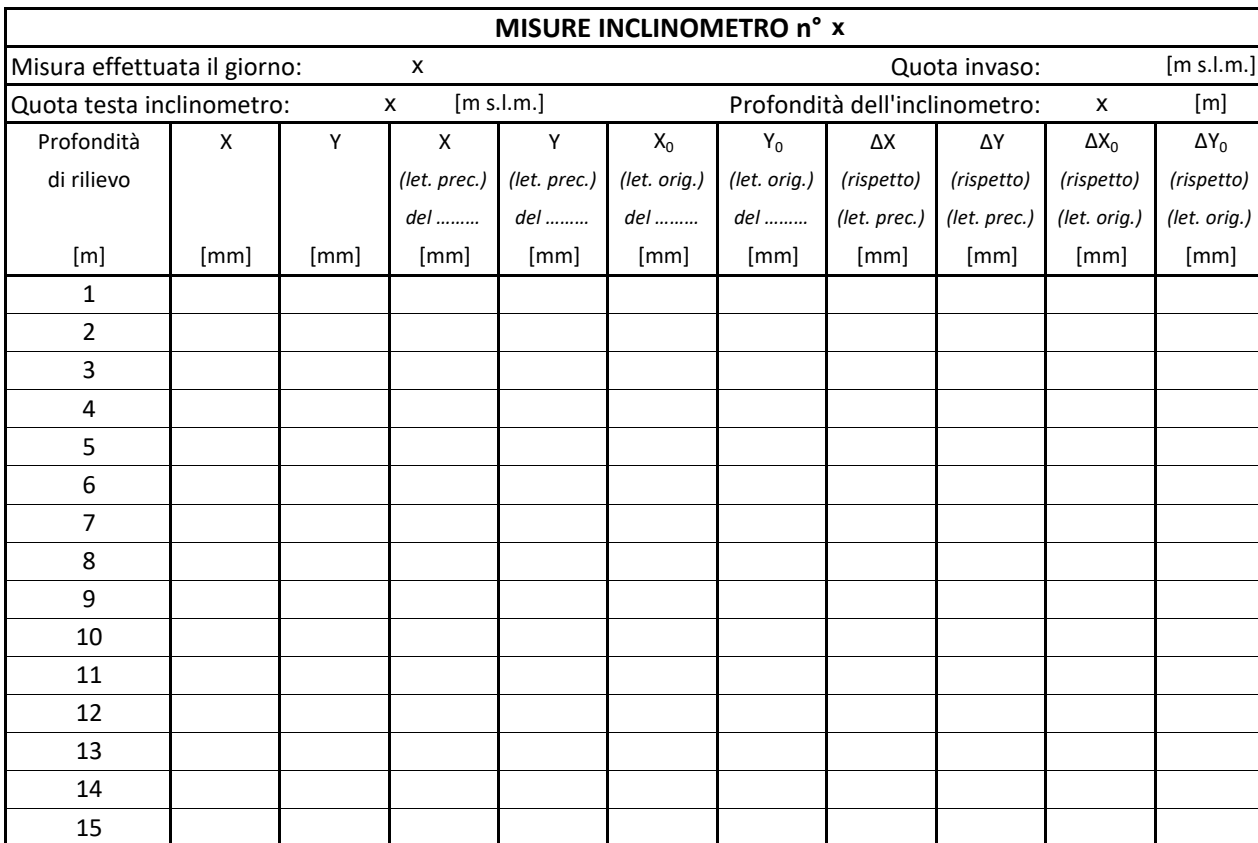 MISURE INCLINOMETRO n° x
Misura effettuata il giorno: x Quota invaso: [m s.l.m.]
Quota testa inclinometro: x [m s.l.m.] Profondità dell'inclinometro: x [m]
Profondità X Y X Y X₀ Y₀ ΔX ΔY ΔX₀ ΔY₀
di rilievo (let. prec.) (let. prec.) (let. orig.) (let. orig.) (rispetto) (rispetto) (rispetto) (rispetto)
del ……… del ……… del ……… del ……… (let. prec.) (let. prec.) (let. orig.) (let. orig.)
[m] [mm] [mm] [mm] [mm] [mm] [mm] [mm] [mm] [mm] [mm]
1
2
3
4
5
6
7
8
9
10
11
12
13
14
15